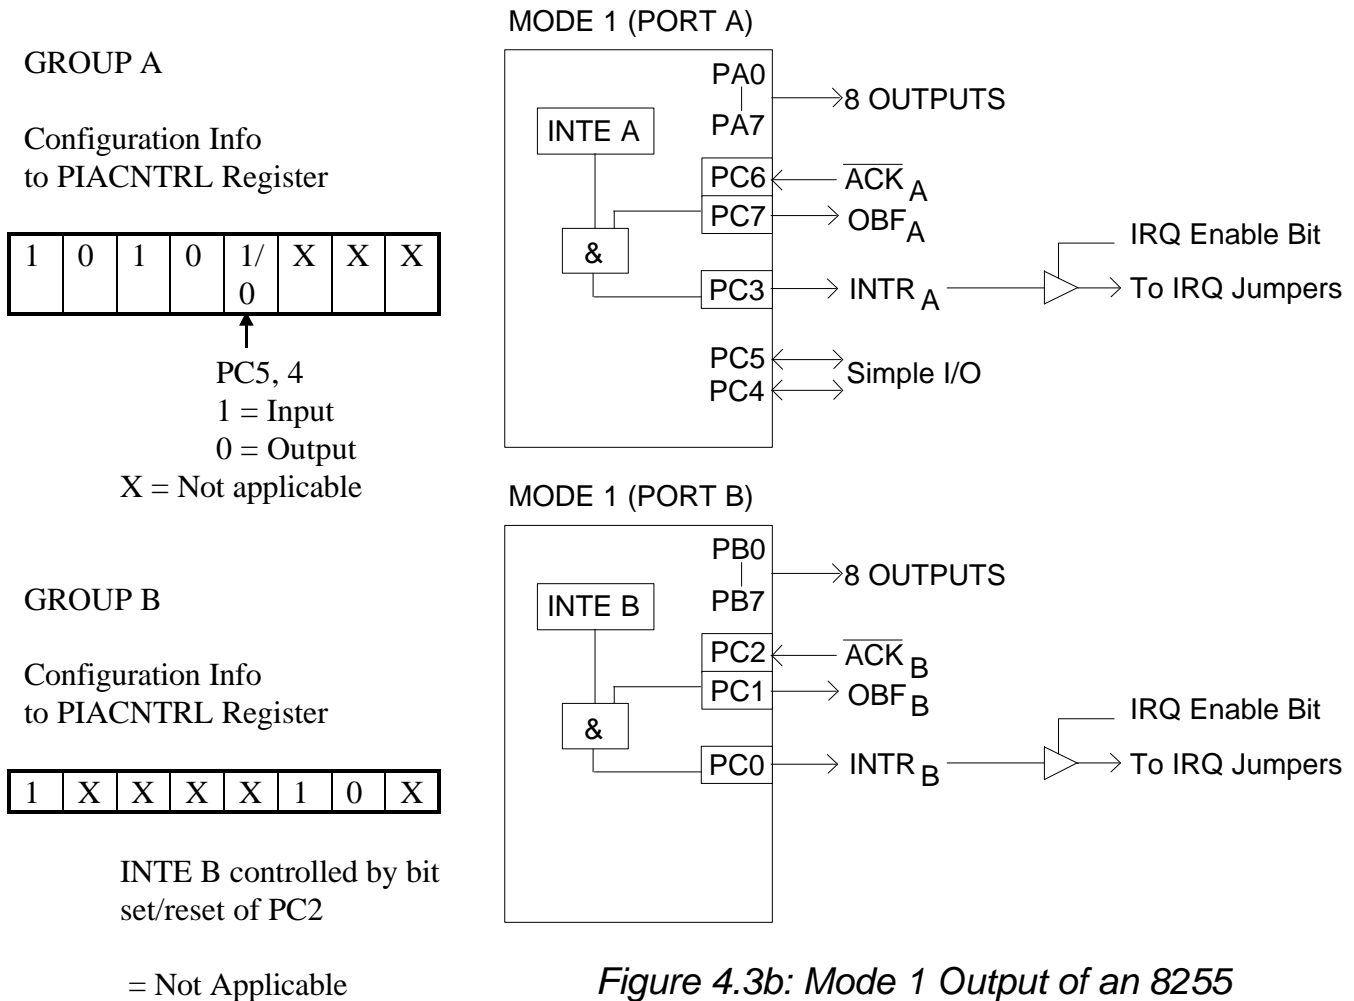 GROUP A
Configuration Info
to PIACNTRL Register
1 0 1 0 1/0 X X X
PC5, 4
1 = Input
0 = Output
X = Not applicable
MODE 1 (PORT A)
PA0
PA7
8 OUTPUTS
INTE A
&
PC6
ACK A
PC7
OBF A
PC3
INTR A
IRQ Enable Bit
To IRQ Jumpers
PC5
PC4
Simple I/O
GROUP B
Configuration Info
to PIACNTRL Register
1 X X X X 1 0 X
INTE B controlled by bit
set/reset of PC2
= Not Applicable
MODE 1 (PORT B)
PB0
PB7
8 OUTPUTS
INTE B
&
PC2
ACK B
PC1
OBF B
PC0
INTR B
IRQ Enable Bit
To IRQ Jumpers
Figure 4.3b: Mode 1 Output of an 8255